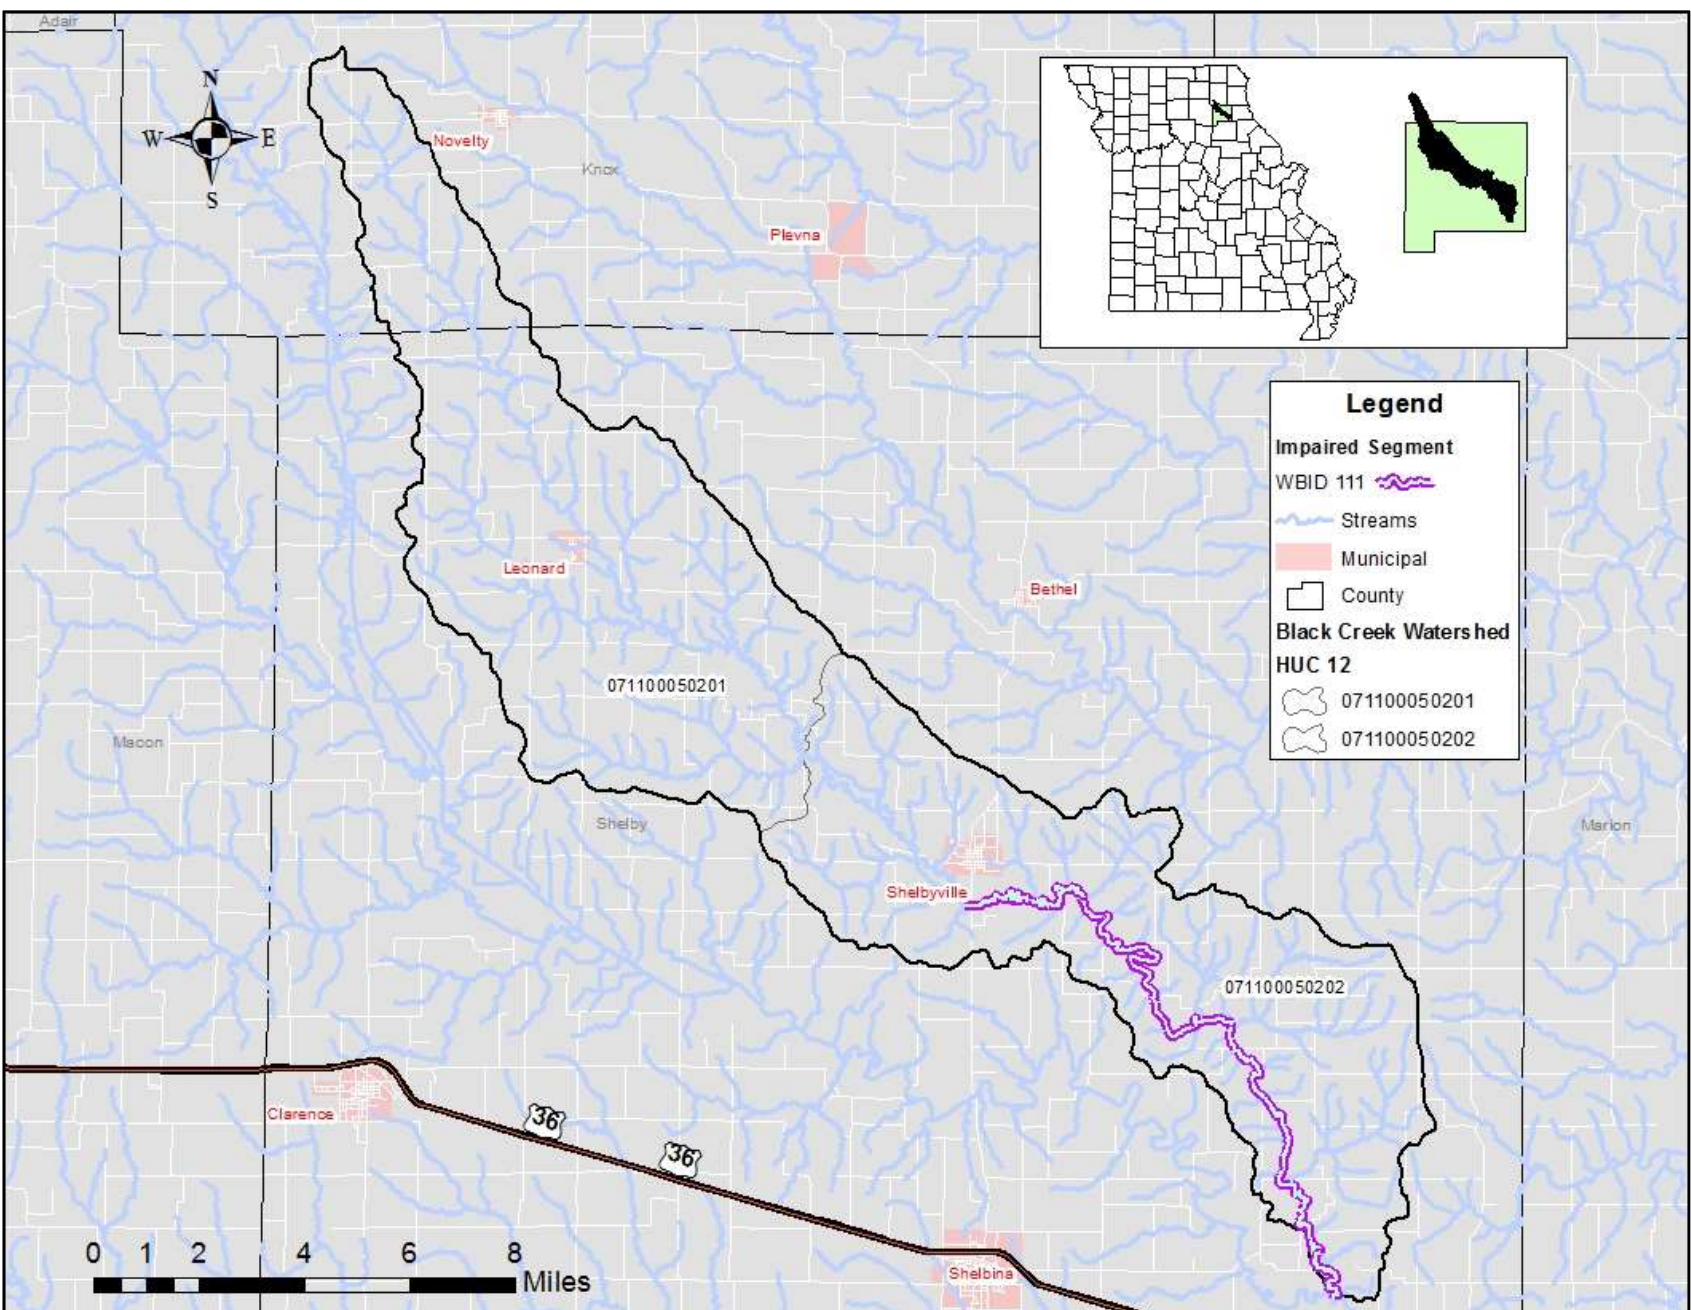 Adair
N
W E
S
Novelty
Knox
Plevna
Legend
Impaired Segment
WBID 111
Streams
Municipal
County
Black Creek Watershed
HUC 12
071100050201
071100050202
Leonard
Bethel
071100050201
Macon
Shelby
Marion
Shelbyville
071100050202
Clarence
36
36
Shelbina
0 1 2 4 6 8
Miles